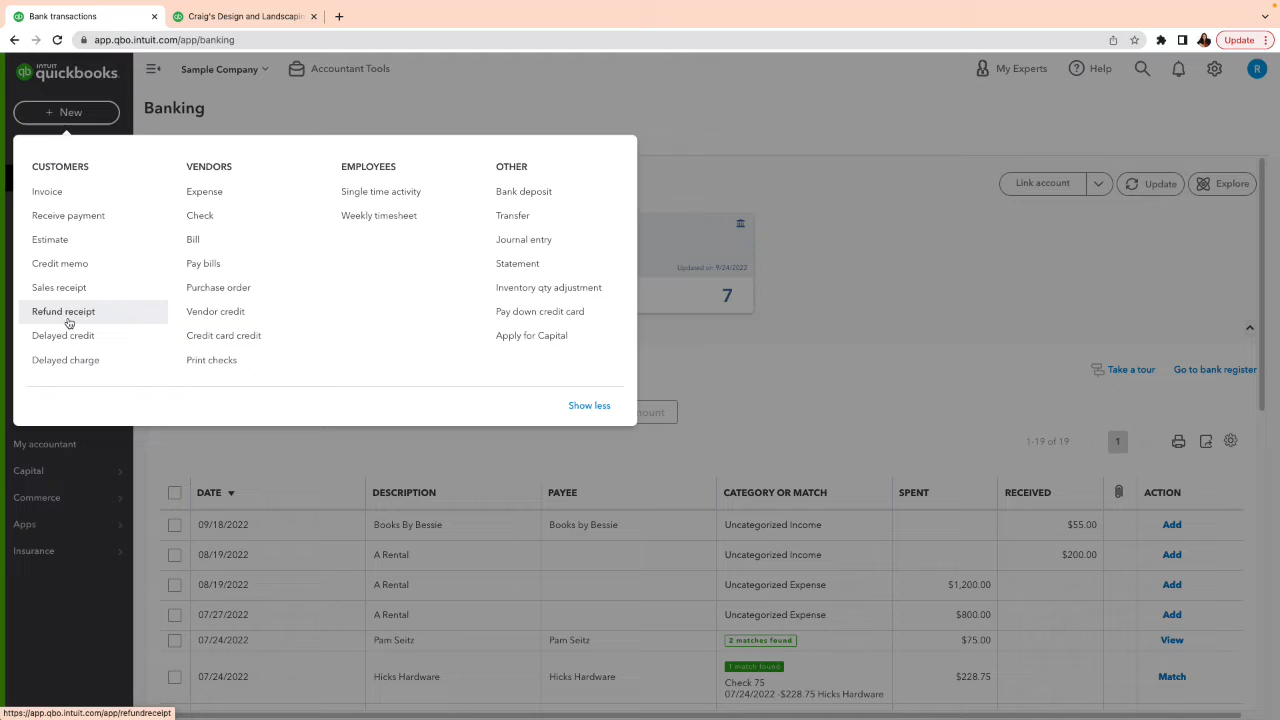 Bank transactions
Craig's Design and Landscapin
app.qbo.intuit.com/app/banking
Update
intuit quickbooks.
Sample Company
Accountant Tools
My Experts
Help
R
+ New
Banking
CUSTOMERS
Invoice
Receive payment
Estimate
Credit memo
Sales receipt
Refund receipt
Delayed credit
Delayed charge
VENDORS
Expense
Check
Bill
Pay bills
Purchase order
Vendor credit
Credit card credit
Print checks
EMPLOYEES
Single time activity
Weekly timesheet
OTHER
Bank deposit
Transfer
Journal entry
Statement
Inventory qty adjustment
Pay down credit card
Apply for Capital
Show less
Link account
Update
Explore
Updated on 9/24/2022
7
Take a tour
Go to bank register
mount
1-19 of 19
1
My accountant
Capital
Commerce
Apps
Insurance
DATE DESCRIPTION PAYEE CATEGORY OR MATCH SPENT RECEIVED ACTION
09/18/2022 Books By Bessie Books by Bessie Uncategorized Income $55.00 Add
08/19/2022 A Rental Uncategorized Income $200.00 Add
08/19/2022 A Rental Uncategorized Expense $1,200.00 Add
07/27/2022 A Rental Uncategorized Expense $800.00 Add
07/24/2022 Pam Seitz Pam Seitz 2 matches found $75.00 View
1 match found
07/24/2022 Hicks Hardware Hicks Hardware Check 75 $228.75 Match
07/24/2022 -$228.75 Hicks Hardware
https://app.qbo.intuit.com/app/refundreceipt